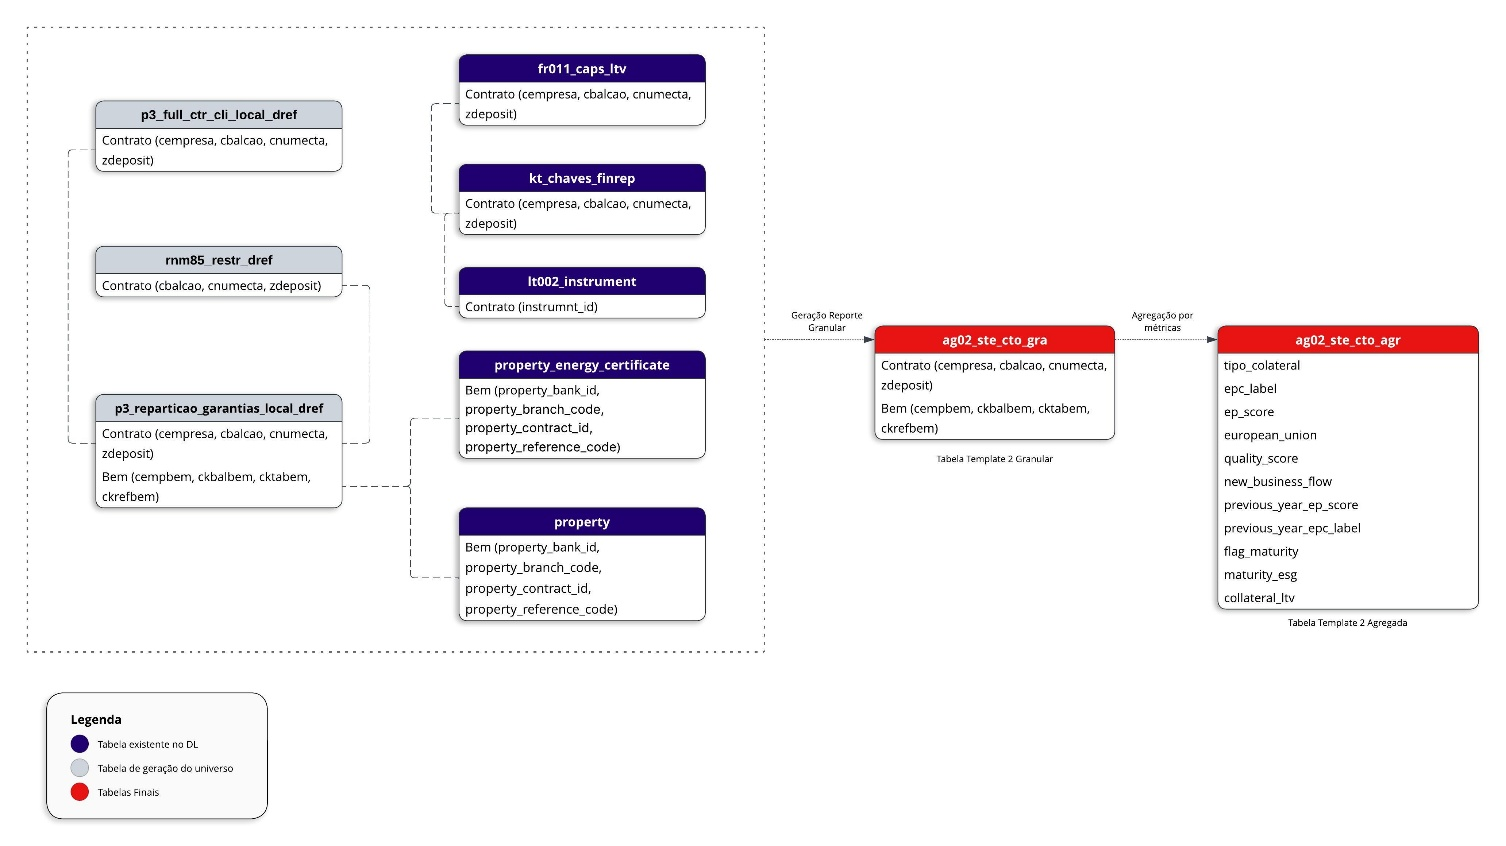 p3_full_ctr_cli_local_dref
Contrato (cempresa, cbalcao, cnumecta,
zdeposit)
rnm85_restr_dref
Contrato (cbalcao, cnumecta, zdeposit)
p3_reparticao_garantias_local_dref
Contrato (cempresa, cbalcao, cnumecta,
zdeposit)
Bem (cempbem, ckbalbem, cktabem,
ckrefbem)
fr011_caps_ltv
Contrato (cempresa, cbalcao, cnumecta,
zdeposit)
kt_chaves_finrep
Contrato (cempresa, cbalcao, cnumecta,
zdeposit)
lt002_instrument
Contrato (instrumnt_id)
property_energy_certificate
Bem (property_bank_id,
property_branch_code,
property_contract_id,
property_reference_code)
property
Bem (property_bank_id,
property_branch_code,
property_contract_id,
property_reference_code)
Geração Reporte
Granular
ag02_ste_cto_gra
Contrato (cempresa, cbalcao, cnumecta,
zdeposit)
Bem (cempbem, ckbalbem, cktabem,
ckrefbem)
Tabela Template 2 Granular
Agregação por
métricas
ag02_ste_cto_agr
tipo_colateral
epc_label
ep_score
european_union
quality_score
new_business_flow
previous_year_ep_score
previous_year_epc_label
flag_maturity
maturity_esg
collateral_ltv
Tabela Template 2 Agregada
Legenda
Tabela existente no DL
Tabela de geração do universo
Tabelas Finais